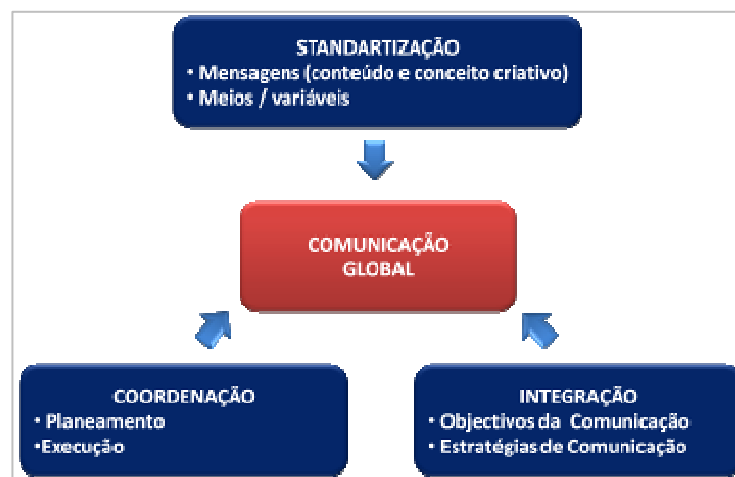 STANDARTIZAÇÃO
• Mensagens (conteúdo e conceito criativo)
• Meios / variáveis
COMUNICAÇÃO
GLOBAL
COORDENAÇÃO
• Planeamento
•Execução
INTEGRAÇÃO
• Objectivos da Comunicação
• Estratégias de Comunicação